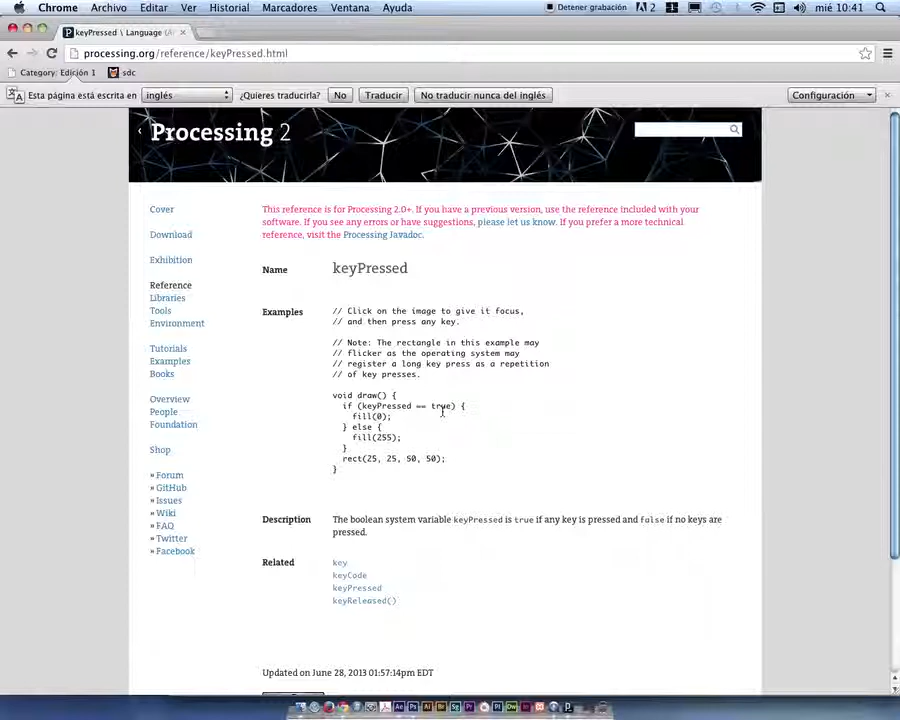 Chrome Archivo Editar Ver Historial Marcadores Ventana Ayuda Detener grabación 2 mié 10:41
keyPressed \ Language (
processing.org/reference/keyPressed.html
Category: Edición 1 sdc
Esta página está escrita en inglés ¿Quieres traducirla? No Traducir No traducir nunca del inglés Configuración
Processing 2
Cover
Download
Exhibition
Reference
Libraries
Tools
Environment
Tutorials
Examples
Books
Overview
People
Foundation
Shop
» Forum
» GitHub
» Issues
» Wiki
» FAQ
» Twitter
» Facebook
This reference is for Processing 2.0+. If you have a previous version, use the reference included with your
software. If you see any errors or have suggestions, please let us know. If you prefer a more technical
reference, visit the Processing Javadoc.
Name keyPressed
Examples
// Click on the image to give it focus,
// and then press any key.
// Note: The rectangle in this example may
// flicker as the operating system may
// register a long key press as a repetition
// of key presses.
void draw() {
if (keyPressed == true) {
fill(0);
} else {
fill(255);
}
rect(25, 25, 50, 50);
}
Description The boolean system variable keyPressed is true if any key is pressed and false if no keys are
pressed.
Related key
keyCode
keyPressed
keyReleased()
Updated on June 28, 2013 01:57:14pm EDT